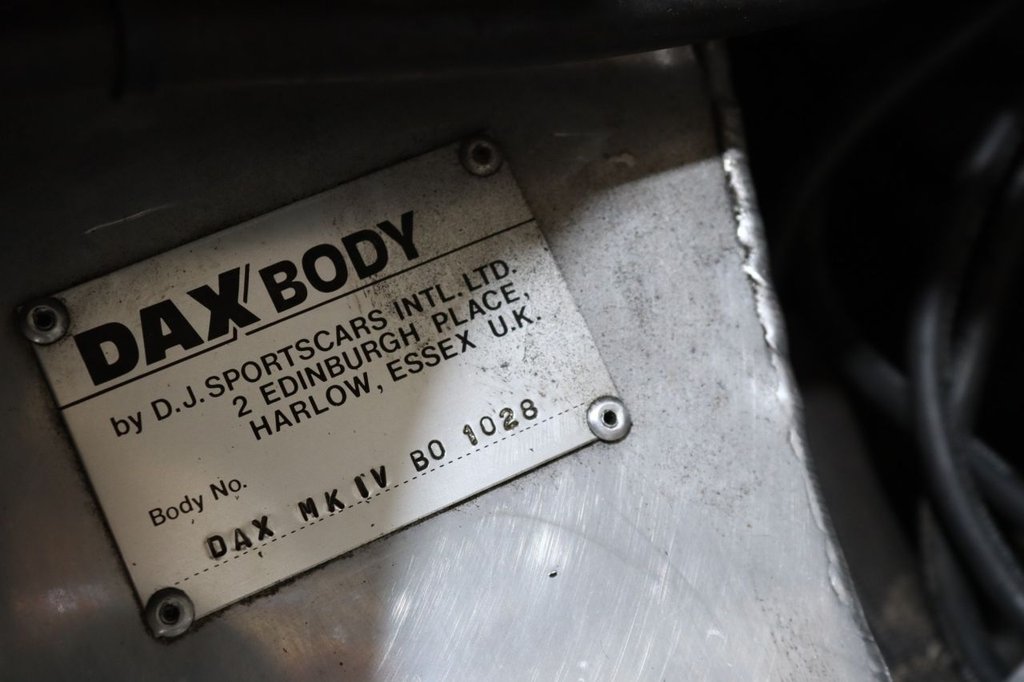 DAX BODY
by D.J. SPORTSCARS INTL. LTD.
2 EDINBURGH PLACE,
HARLOW, ESSEX U.K.
Body No.
DAX MK IV BO 1028